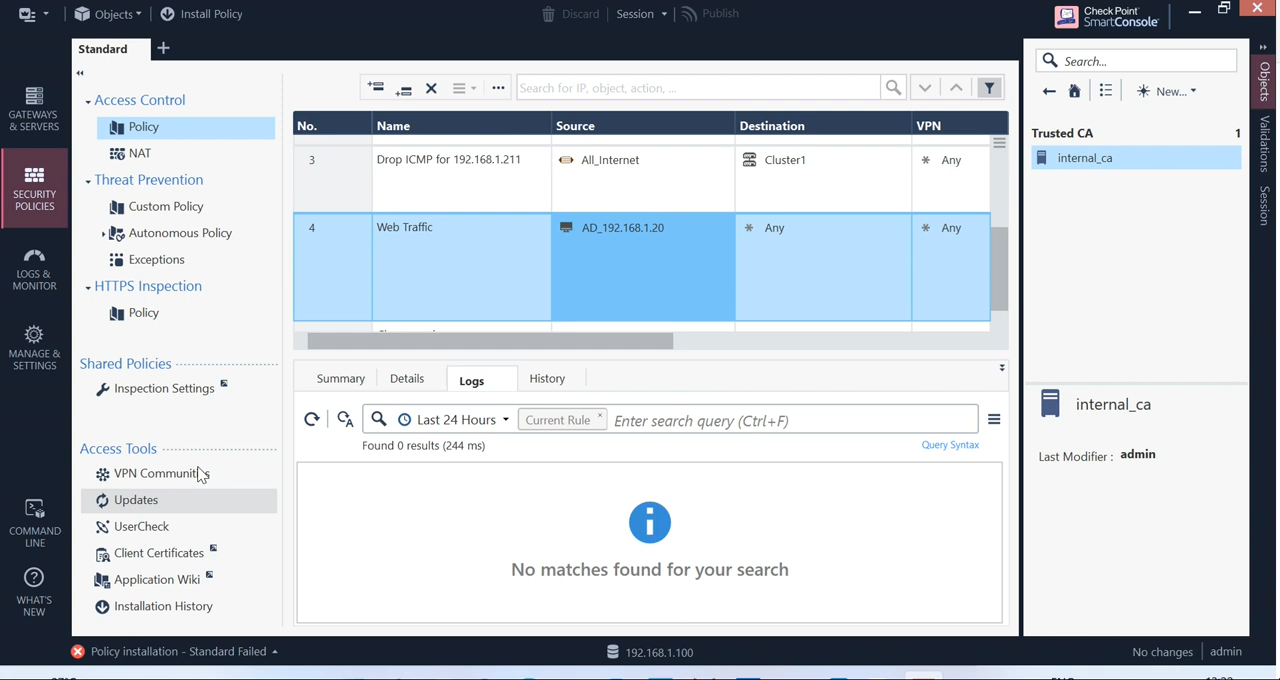 Objects
Install Policy
Discard
Session
Publish
Check Point
SmartConsole
Standard
GATEWAYS
& SERVERS
SECURITY
POLICIES
LOGS &
MONITOR
MANAGE &
SETTINGS
COMMAND
LINE
WHAT'S
NEW
Access Control
Policy
NAT
Threat Prevention
Custom Policy
Autonomous Policy
Exceptions
HTTPS Inspection
Policy
Shared Policies
Inspection Settings
Access Tools
VPN Communities
Updates
UserCheck
Client Certificates
Application Wiki
Installation History
Search for IP, object, action, ...
No. Name Source Destination VPN
3 Drop ICMP for 192.168.1.211 All_Internet Cluster1 * Any
4 Web Traffic AD_192.168.1.20 * Any * Any
Summary Details Logs History
Last 24 Hours Current Rule × Enter search query (Ctrl+F)
Found 0 results (244 ms) Query Syntax
No matches found for your search
Search...
New...
Trusted CA 1
internal_ca
internal_ca
Last Modifier : admin
Objects
Validations
Session
Policy installation - Standard Failed
192.168.1.100
No changes
admin